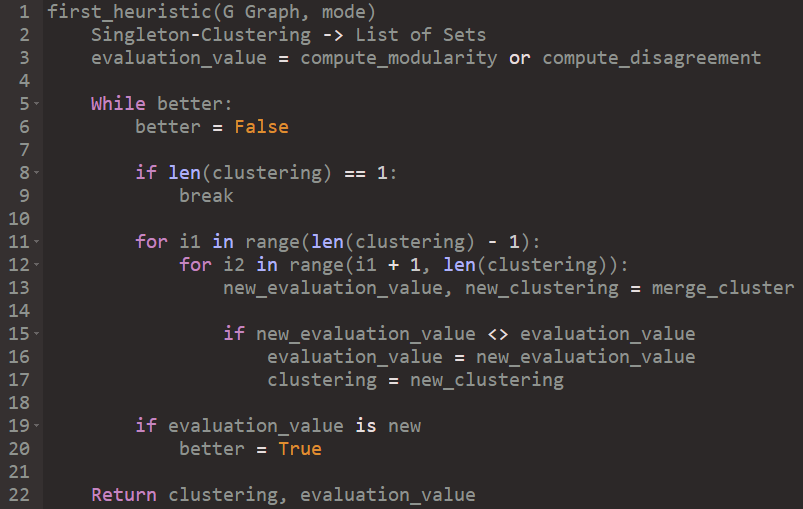 1 first_heuristic(G Graph, mode)
2     Singleton-Clustering -> List of Sets
3     evaluation_value = compute_modularity or compute_disagreement
4
5     While better:
6         better = False
7
8         if len(clustering) == 1:
9             break
10
11         for i1 in range(len(clustering) - 1):
12             for i2 in range(i1 + 1, len(clustering)):
13                 new_evaluation_value, new_clustering = merge_cluster
14
15                 if new_evaluation_value <> evaluation_value
16                     evaluation_value = new_evaluation_value
17                     clustering = new_clustering
18
19         if evaluation_value is new
20             better = True
21
22     Return clustering, evaluation_value